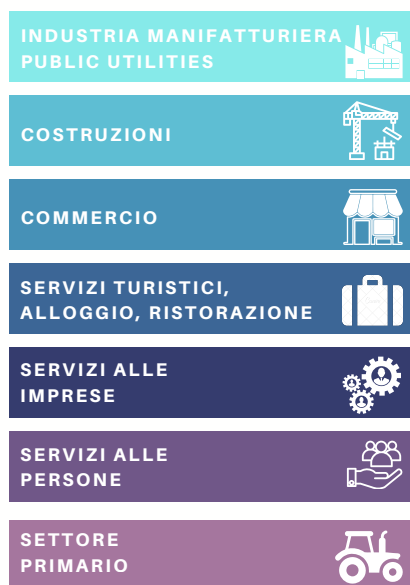 INDUSTRIA MANIFATTURIERA
PUBLIC UTILITIES
COSTRUZIONI
COMMERCIO
SERVIZI TURISTICI,
ALLOGGIO, RISTORAZIONE
SERVIZI ALLE
IMPRESE
SERVIZI ALLE
PERSONE
SETTORE
PRIMARIO